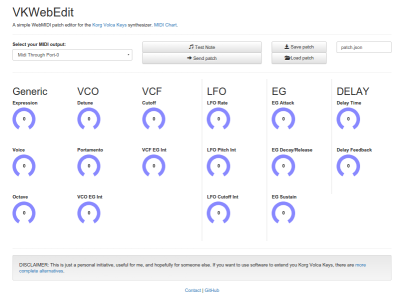 VKWebEdit
A simple WebMIDI patch editor for the Korg Volca Keys synthesizer. MIDI Chart.
Select your MIDI output:
Midi Through Port-0
Test Note
Send patch
Save patch
Load patch
patch.json
Generic VCO VCF LFO EG DELAY
Expression Detune Cutoff LFO Rate EG Attack Delay Time
0 0 0 0 0 0
Voice Portamento VCF EG Int LFO Pitch Int EG Decay/Release Delay Feedback
0 0 0 0 0 0
Octave VCO EG Int LFO Cutoff Int EG Sustain
0 0 0 0
DISCLAIMER: This is just a personal initiative, useful for me, and hopefully for someone else. If you want to use software to extend you Korg Volca Keys, there are more
complete alternatives.
Contact | GitHub